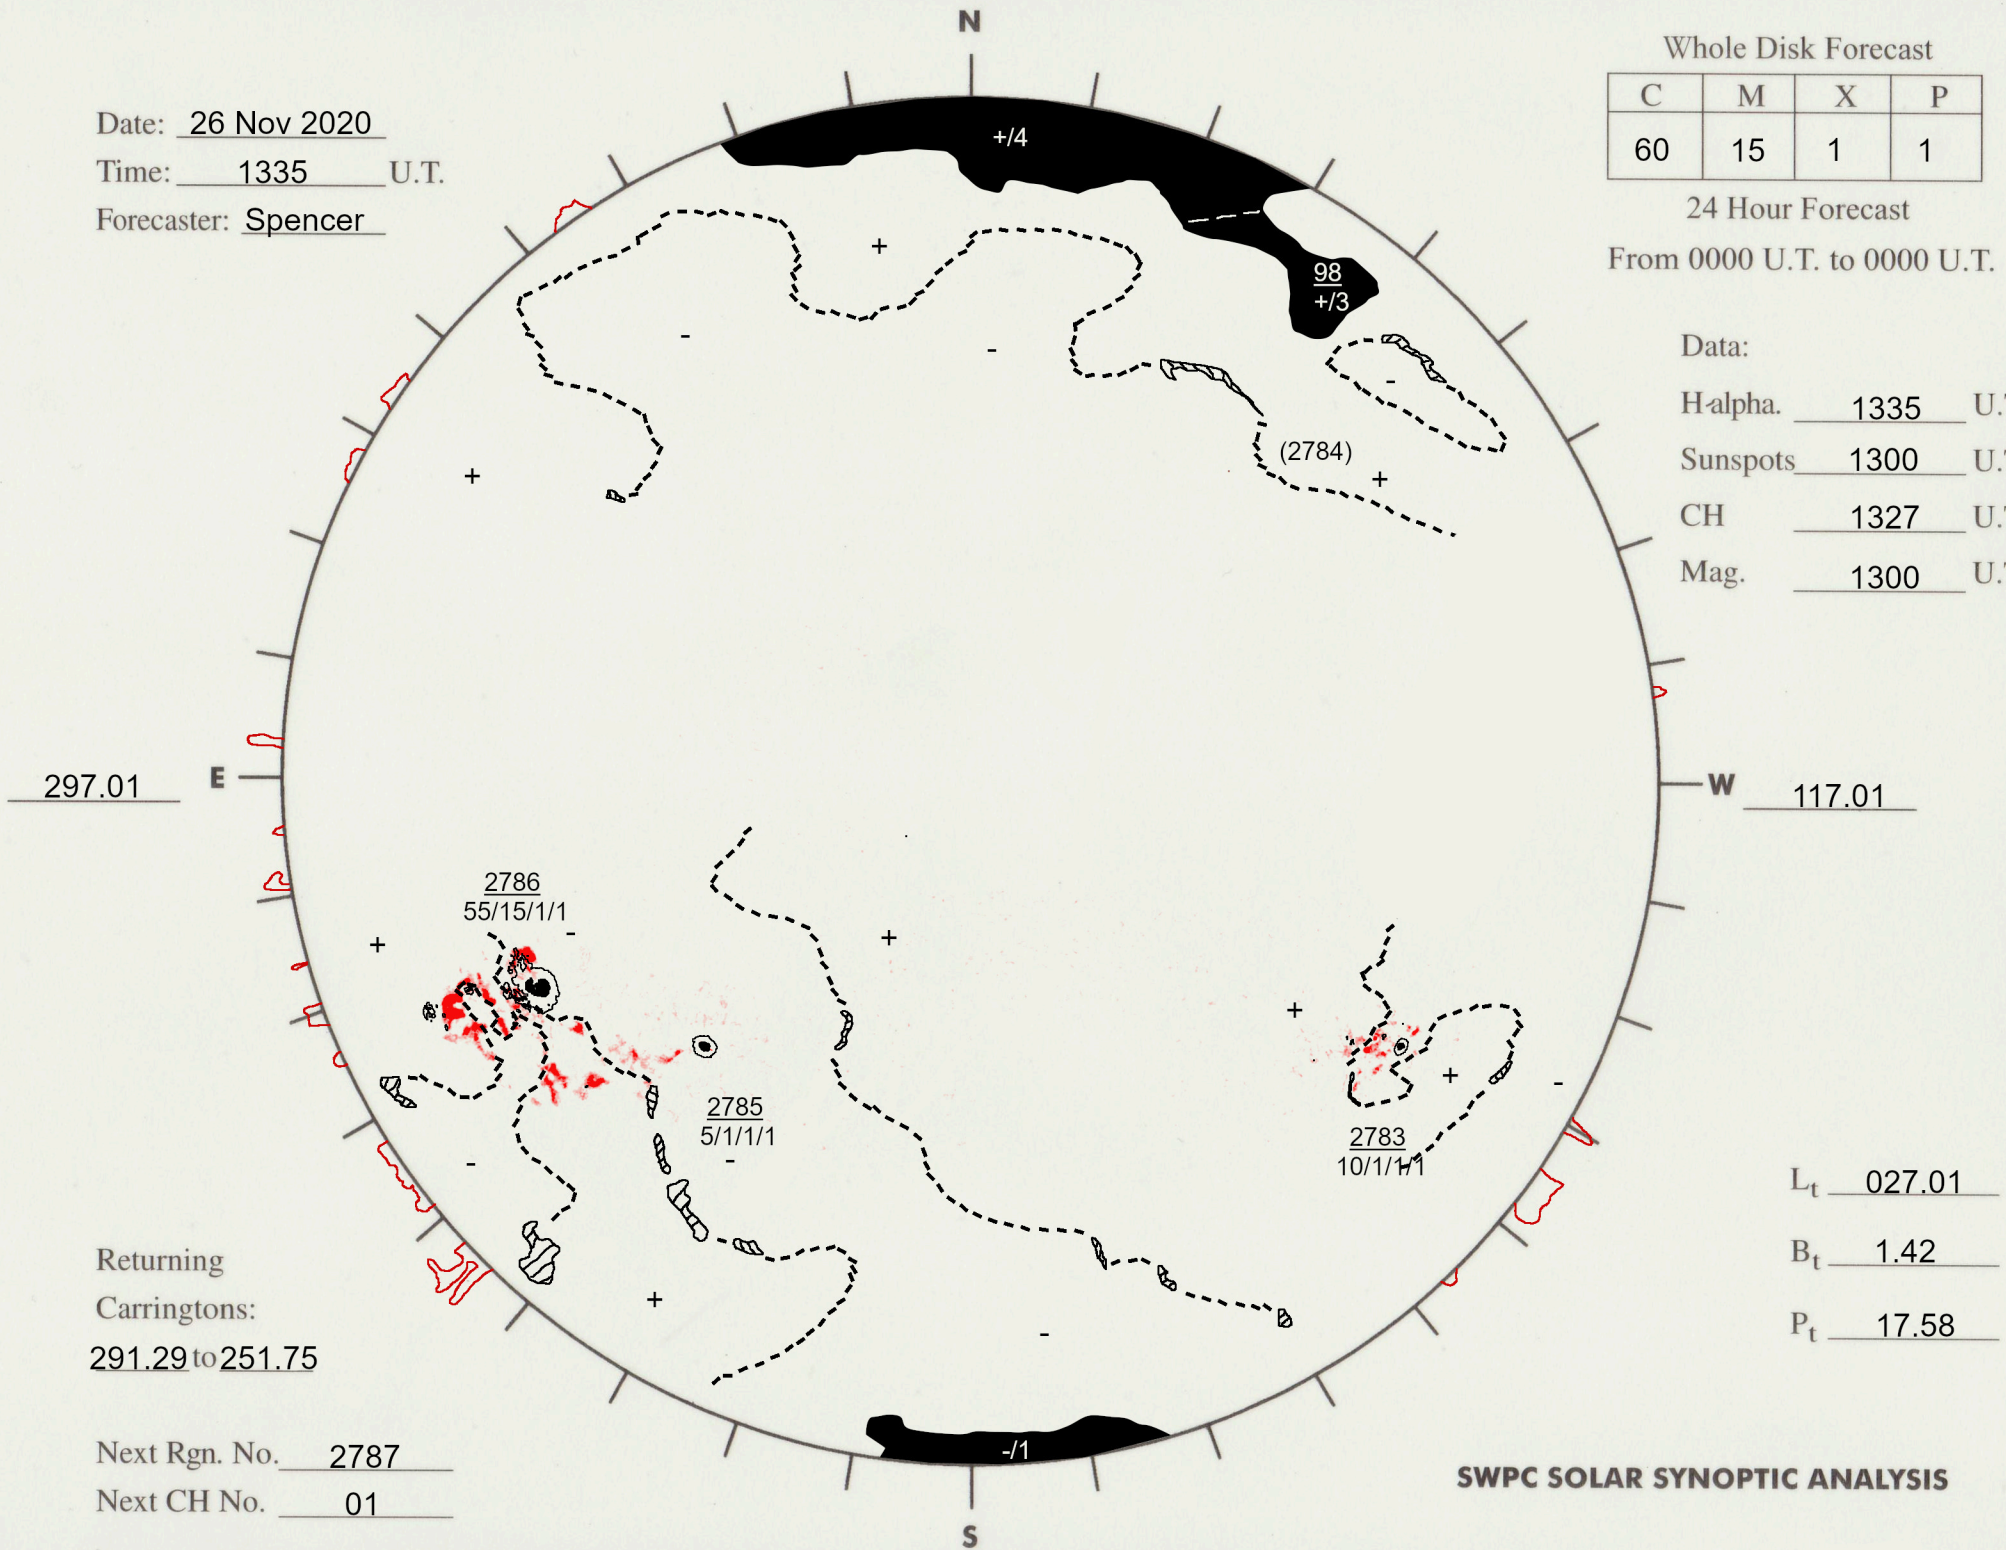 N
Whole Disk Forecast
C M X P
60 15 1 1
24 Hour Forecast
From 0000 U.T. to 0000 U.T.
Date: 26 Nov 2020
Time: 1335 U.T.
Forecaster: Spencer
+/4
98
+/3
+
-
-
-
+
(2784)
+
Data:
H-alpha. 1335 U.T
Sunspots 1300 U.T
CH 1327 U.T
Mag. 1300 U.T
297.01 E
W 117.01
2786
55/15/1/1
+
-
+
+
2785
5/1/1/1
-
-
+
-
2783
10/1/1/1
+
-
Lt 027.01
Bt 1.42
Pt 17.58
Returning
Carringtons:
291.29 to 251.75
Next Rgn. No. 2787
Next CH No. 01
-/1
S
SWPC SOLAR SYNOPTIC ANALYSIS